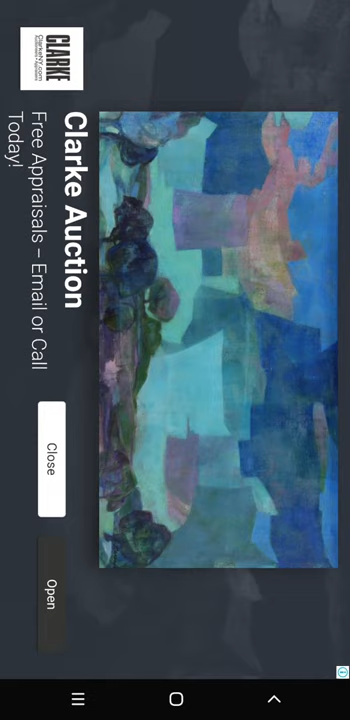 CLARKE
ClarkeNY.com
Clarke Auction
Free Appraisals – Email or Call
Today!
Close
Open